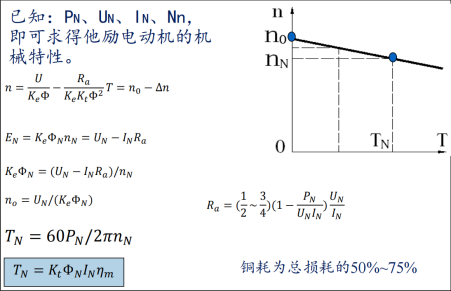 已知：PN、UN、IN、Nn，
即可求得他励电动机的机
械特性。
n = U/(KeΦ) − Ra/(KeKtΦ²) T = n0 − Δn
EN = KeΦNnN = UN − INRa
KeΦN = (UN − INRa)/nN
no = UN/(KeΦN)
TN = 60PN/2πnN
TN = KtΦNINηm
n
n0
nN
0
TN
T
Ra = (1/2~3/4)(1 − PN/(UNIN)) UN/IN
铜耗为总损耗的50%~75%